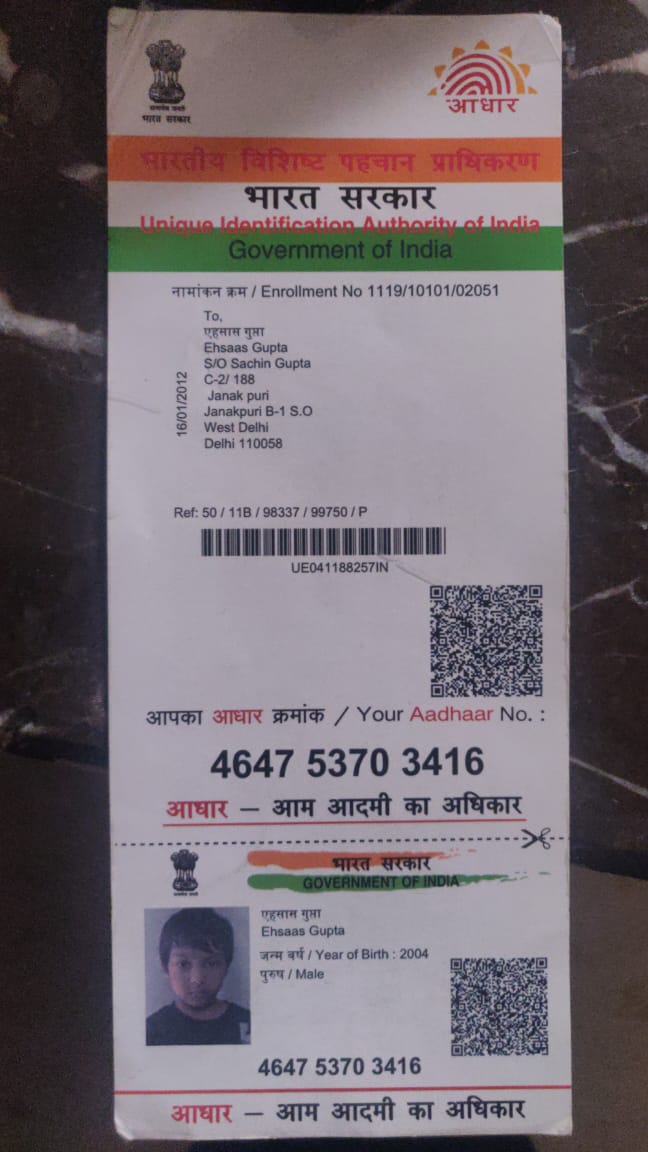 सत्यमेव जयते
भारत सरकार
आधार
भारतीय विशिष्ट पहचान प्राधिकरण
भारत सरकार
Unique Identification Authority of India
Government of India
नामांकन क्रम / Enrollment No 1119/10101/02051
To,
एहसास गुप्ता
Ehsaas Gupta
S/O Sachin Gupta
C-2/ 188
Janak puri
Janakpuri B-1 S.O
West Delhi
Delhi 110058
16/01/2012
Ref: 50 / 11B / 98337 / 99750 / P
UE041188257IN
आपका आधार क्रमांक / Your Aadhaar No. :
4647 5370 3416
आधार – आम आदमी का अधिकार
भारत सरकार
GOVERNMENT OF INDIA
एहसास गुप्ता
Ehsaas Gupta
जन्म वर्ष / Year of Birth : 2004
पुरुष / Male
4647 5370 3416
आधार – आम आदमी का अधिकार